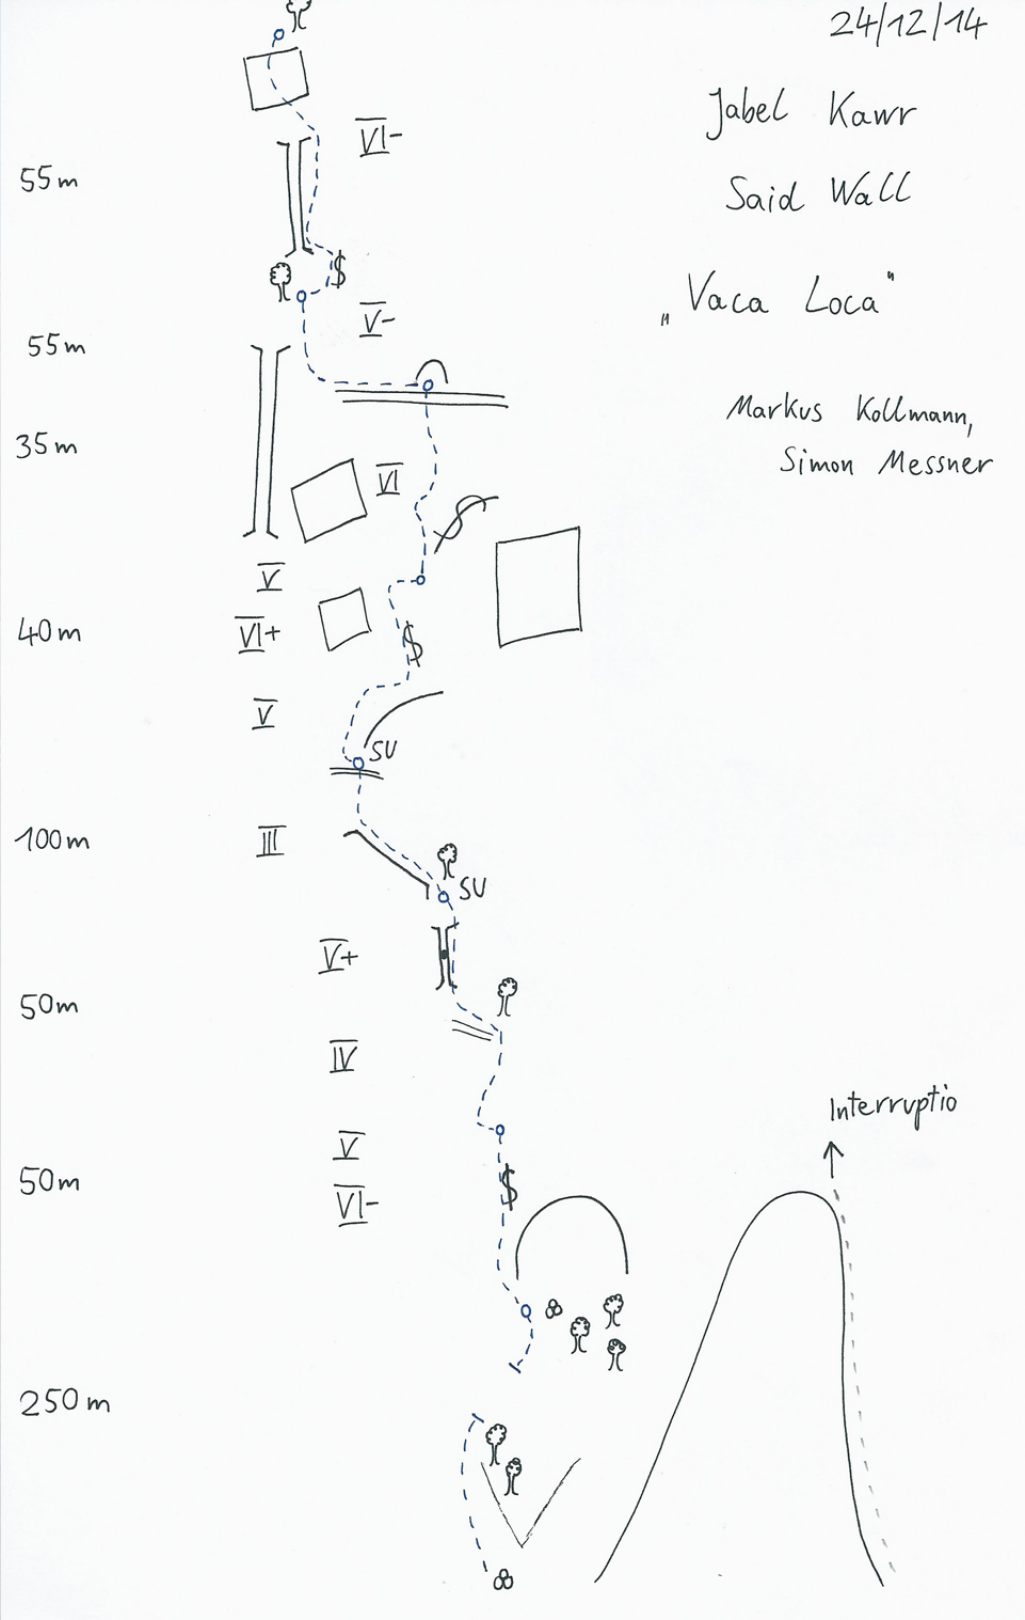 24/12/14
Jabel Kawr
Said Wall
„Vaca Loca"
Markus Kollmann,
Simon Messner
VI-
55m
V-
55m
35m
VI
V
VI+
40m
V
SU
100m
III
SU
V+
50m
IV
Interruptio
V
50m
VI-
250m